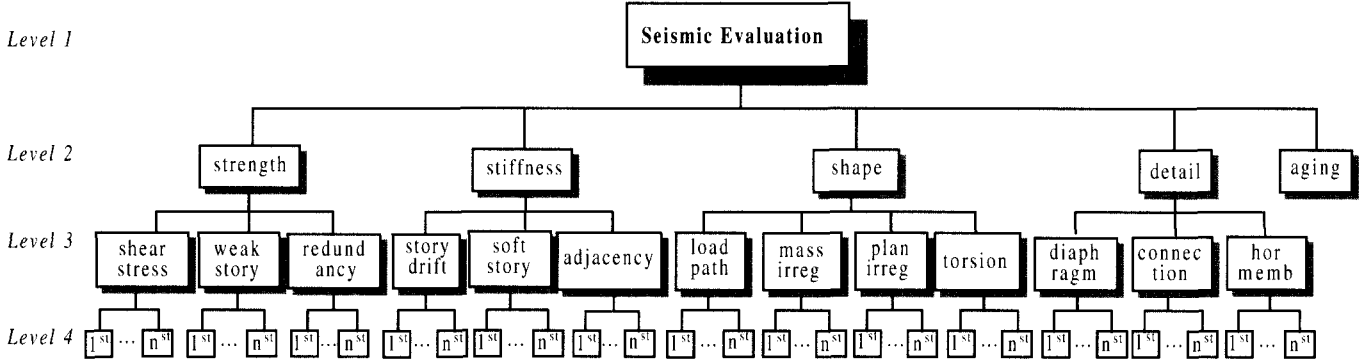 Level 1
Seismic Evaluation
Level 2
strength
stiffness
shape
detail
aging
Level 3
shear
stress
weak
story
redund
ancy
story
drift
soft
story
adjacency
load
path
mass
irreg
plan
irreg
torsion
diaph
ragm
connec
tion
hor
memb
Level 4
1st ... nst
1st ... nst
1st ... nst
1st ... nst
1st ... nst
1st ... nst
1st ... nst
1st ... nst
1st ... nst
1st ... nst
1st ... nst
1st ... nst
1st ... nst